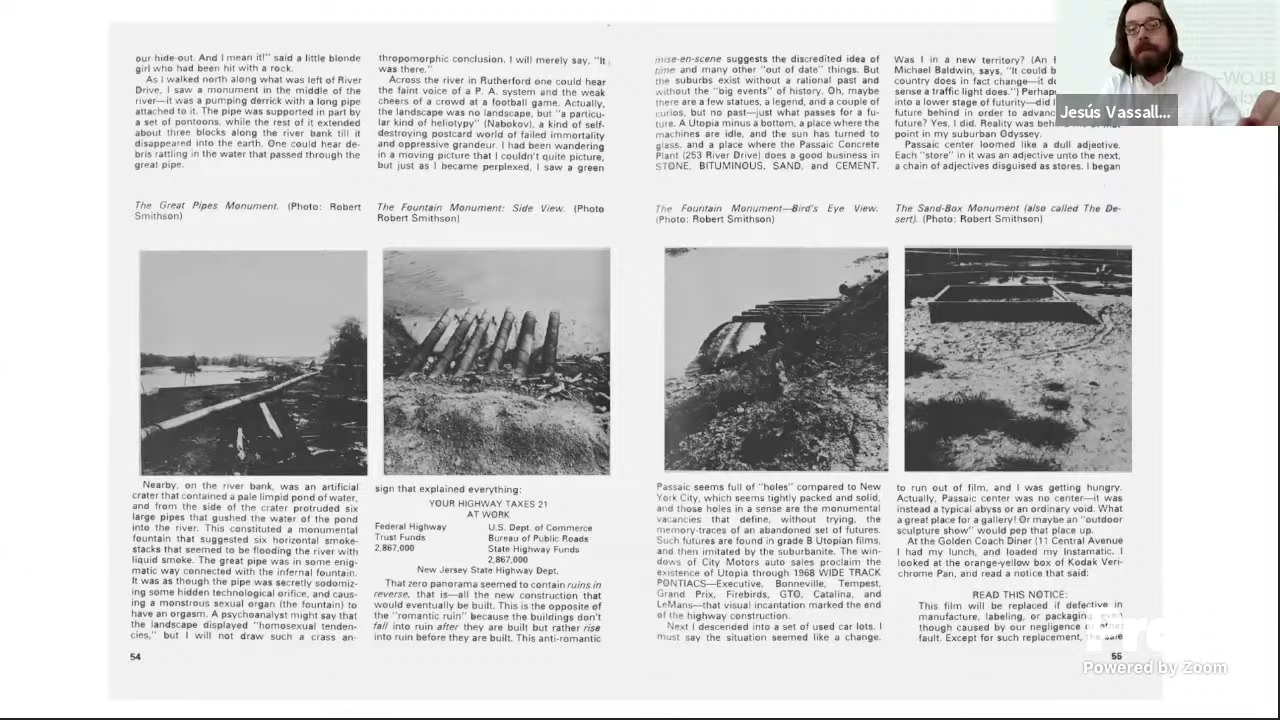 our hide-out. And I mean it!" said a little blonde
girl who had been hit with a rock.
As I walked north along what was left of River
Drive, I saw a monument in the middle of the
river—it was a pumping derrick with a long pipe
attached to it. The pipe was supported in part by
a set of pontoons, while the rest of it extended
about three blocks along the river bank till it
disappeared into the earth. One could hear de-
bris rattling in the water that passed through the
great pipe.
The Great Pipes Monument. (Photo: Robert
Smithson)
Nearby, on the river bank, was an artificial
crater that contained a pale limpid pond of water,
and from the side of the crater protruded six
large pipes that gushed the water of the pond
into the river. This constituted a monumental
fountain that suggested six horizontal smoke-
stacks that seemed to be flooding the river with
liquid smoke. The great pipe was in some enig-
matic way connected with the infernal fountain.
It was as though the pipe was secretly sodomiz-
ing some hidden technological orifice, and caus-
ing a monstrous sexual organ (the fountain) to
have an orgasm. A psychoanalyst might say that
the landscape displayed "homosexual tenden-
cies," but I will not draw such a crass an-
54
thropomorphic conclusion. I will merely say, "It
was there."
Across the river in Rutherford one could hear
the faint voice of a P. A. system and the weak
cheers of a crowd at a football game. Actually,
the landscape was no landscape, but "a particu-
lar kind of heliotypy" (Nabokov), a kind of self-
destroying postcard world of failed immortality
and oppressive grandeur. I had been wandering
in a moving picture that I couldn't quite picture,
but just as I became perplexed, I saw a green
The Fountain Monument: Side View. (Photo
Robert Smithson)
sign that explained everything:
YOUR HIGHWAY TAXES 21
AT WORK
Federal Highway
Trust Funds
2,867,000
U.S. Dept. of Commerce
Bureau of Public Roads
State Highway Funds
2,867,000
New Jersey State Highway Dept.
That zero panorama seemed to contain ruins in
reverse, that is—all the new construction that
would eventually be built. This is the opposite of
the "romantic ruin" because the buildings don't
fall into ruin after they are built but rather rise
into ruin before they are built. This anti-romantic
mise-en-scene suggests the discredited idea of
time and many other "out of date" things. But
the suburbs exist without a rational past and
without the "big events" of history. Oh, maybe
there are a few statues, a legend, and a couple of
curios, but no past—just what passes for a fu-
ture. A Utopia minus a bottom, a place where the
machines are idle, and the sun has turned to
glass, and a place where the Passaic Concrete
Plant (253 River Drive) does a good business in
STONE, BITUMINOUS, SAND, and CEMENT.
The Fountain Monument—Bird's Eye View.
(Photo: Robert Smithson)
Passaic seems full of "holes" compared to New
York City, which seems tightly packed and solid,
and those holes in a sense are the monumental
vacancies that define, without trying, the
memory-traces of an abandoned set of futures.
Such futures are found in grade B Utopian films,
and then imitated by the suburbanite. The win-
dows of City Motors auto sales proclaim the
existence of Utopia through 1968 WIDE TRACK
PONTIACS—Executive, Bonneville, Tempest,
Grand Prix, Firebirds, GTO, Catalina, and
LeMans—that visual incantation marked the end
of the highway construction.
Next I descended into a set of used car lots. I
must say the situation seemed like a change.
Was I in a new territory? (An
Michael Baldwin, says, "It could b
country does in fact change—it do
sense a traffic light does.") Perhap
into a lower stage of futurity—did
future behind in order to advan
future? Yes, I did. Reality was behi
point in my suburban Odyssey.
Passaic center loomed like a dull adjective.
Each "store" in it was an adjective unto the next,
a chain of adjectives disguised as stores. I began
The Sand-Box Monument (also called The De-
sert). (Photo: Robert Smithson)
to run out of film, and I was getting hungry.
Actually, Passaic center was no center—it was
instead a typical abyss or an ordinary void. What
a great place for a gallery! Or maybe an "outdoor
sculpture show" would pep that place up.
At the Golden Coach Diner (11 Central Avenue
I had my lunch, and loaded my Instamatic. I
looked at the orange-yellow box of Kodak Veri-
chrome Pan, and read a notice that said:
READ THIS NOTICE:
This film will be replaced if defective in
manufacture, labeling, or packaging,
though caused by our negligence or other
fault. Except for such replacement, the sale
55
Jesús Vassall...
Powered by Zoom